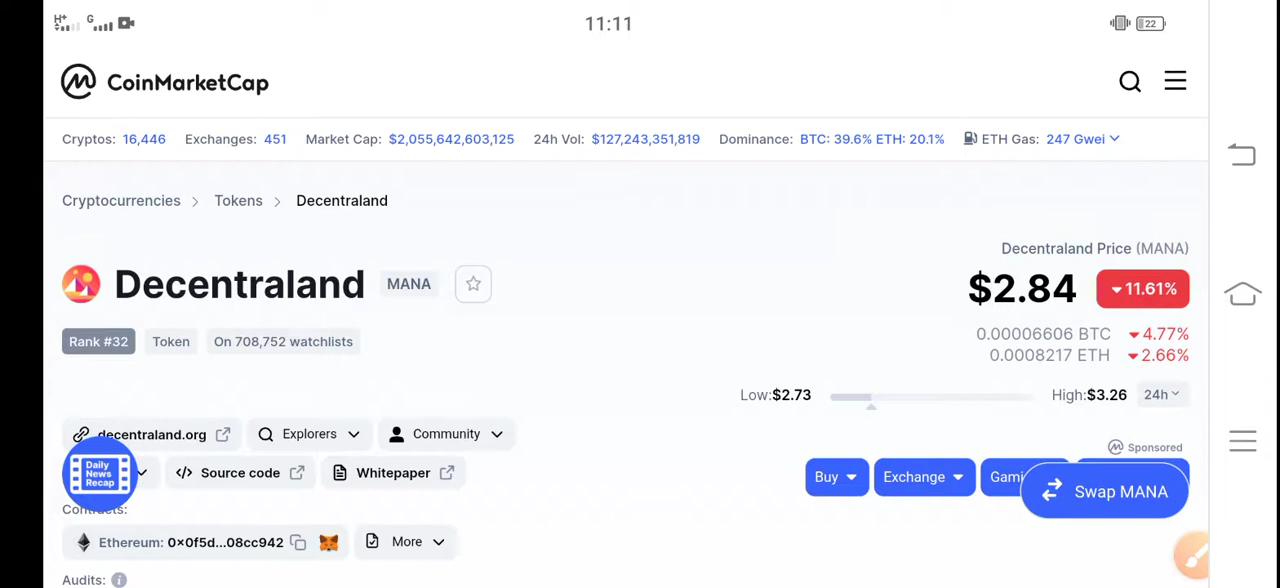 H+ G 11:11 22
CoinMarketCap
Cryptos: 16,446 Exchanges: 451 Market Cap: $2,055,642,603,125 24h Vol: $127,243,351,819 Dominance: BTC: 39.6% ETH: 20.1% ETH Gas: 247 Gwei
Cryptocurrencies > Tokens > Decentraland
Decentraland Price (MANA)
Decentraland MANA $2.84 11.61%
Rank #32 Token On 708,752 watchlists 0.00006606 BTC 4.77%
0.0008217 ETH 2.66%
Low:$2.73 High:$3.26 24h
decentraland.org Explorers Community
Sponsored
Daily News Recap
Source code Whitepaper Buy Exchange Gami
Swap MANA
Contracts:
Ethereum: 0x0f5d...08cc942 More
Audits: i